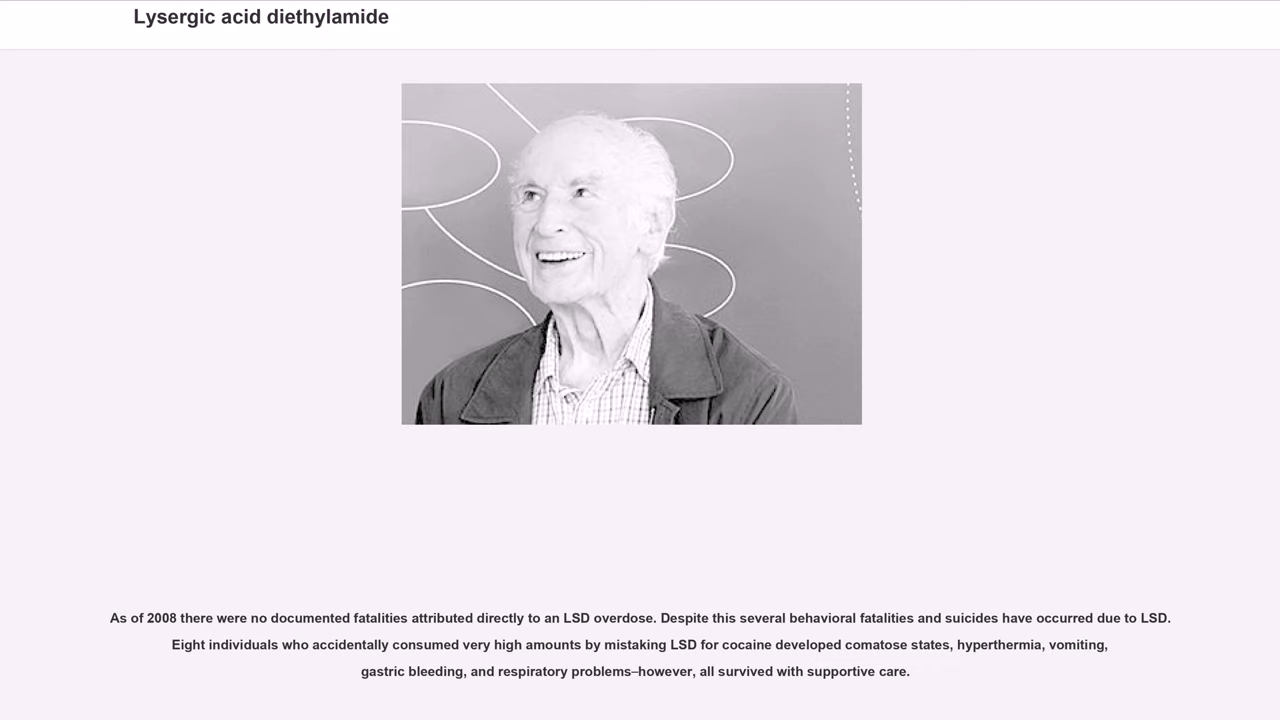 Lysergic acid diethylamide
As of 2008 there were no documented fatalities attributed directly to an LSD overdose. Despite this several behavioral fatalities and suicides have occurred due to LSD.
Eight individuals who accidentally consumed very high amounts by mistaking LSD for cocaine developed comatose states, hyperthermia, vomiting,
gastric bleeding, and respiratory problems–however, all survived with supportive care.